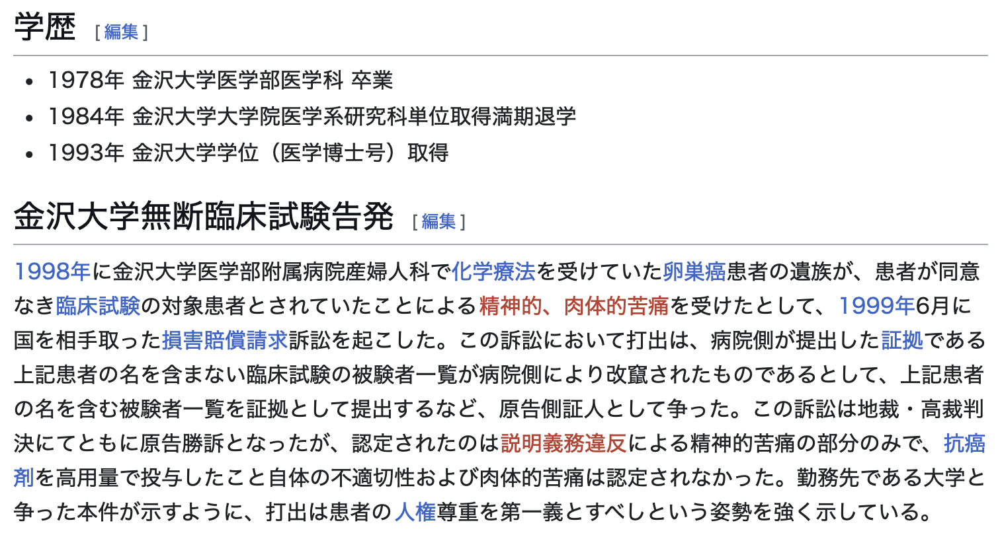 学歴 [編集]
1978年 金沢大学医学部医学科 卒業
1984年 金沢大学大学院医学系研究科単位取得満期退学
1993年 金沢大学学位（医学博士号）取得
金沢大学無断臨床試験告発 [編集]
1998年に金沢大学医学部附属病院産婦人科で化学療法を受けていた卵巣癌患者の遺族が、患者が同意
なき臨床試験の対象患者とされていたことによる精神的、肉体的苦痛を受けたとして、1999年6月に
国を相手取った損害賠償請求訴訟を起こした。この訴訟において打出は、病院側が提出した証拠である
上記患者の名を含まない臨床試験の被験者一覧が病院側により改竄されたものであるとして、上記患者
の名を含む被験者一覧を証拠として提出するなど、原告側証人として争った。この訴訟は地裁・高裁判
決にてともに原告勝訴となったが、認定されたのは説明義務違反による精神的苦痛の部分のみで、抗癌
剤を高用量で投与したこと自体の不適切性および肉体的苦痛は認定されなかった。勤務先である大学と
争った本件が示すように、打出は患者の人権尊重を第一義とすべしという姿勢を強く示している。